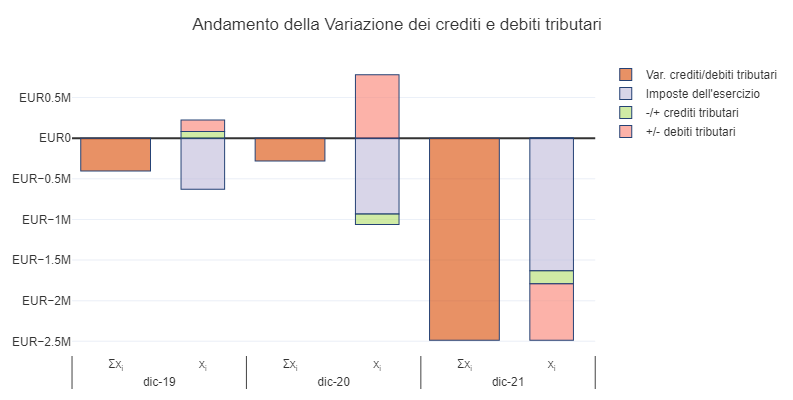 Andamento della Variazione dei crediti e debiti tributari
EUR0.5M
EUR0
EUR−0.5M
EUR−1M
EUR−1.5M
EUR−2M
EUR−2.5M
Σxi xi Σxi xi Σxi xi
dic-19 dic-20 dic-21
Var. crediti/debiti tributari
Imposte dell'esercizio
-/+ crediti tributari
+/- debiti tributari